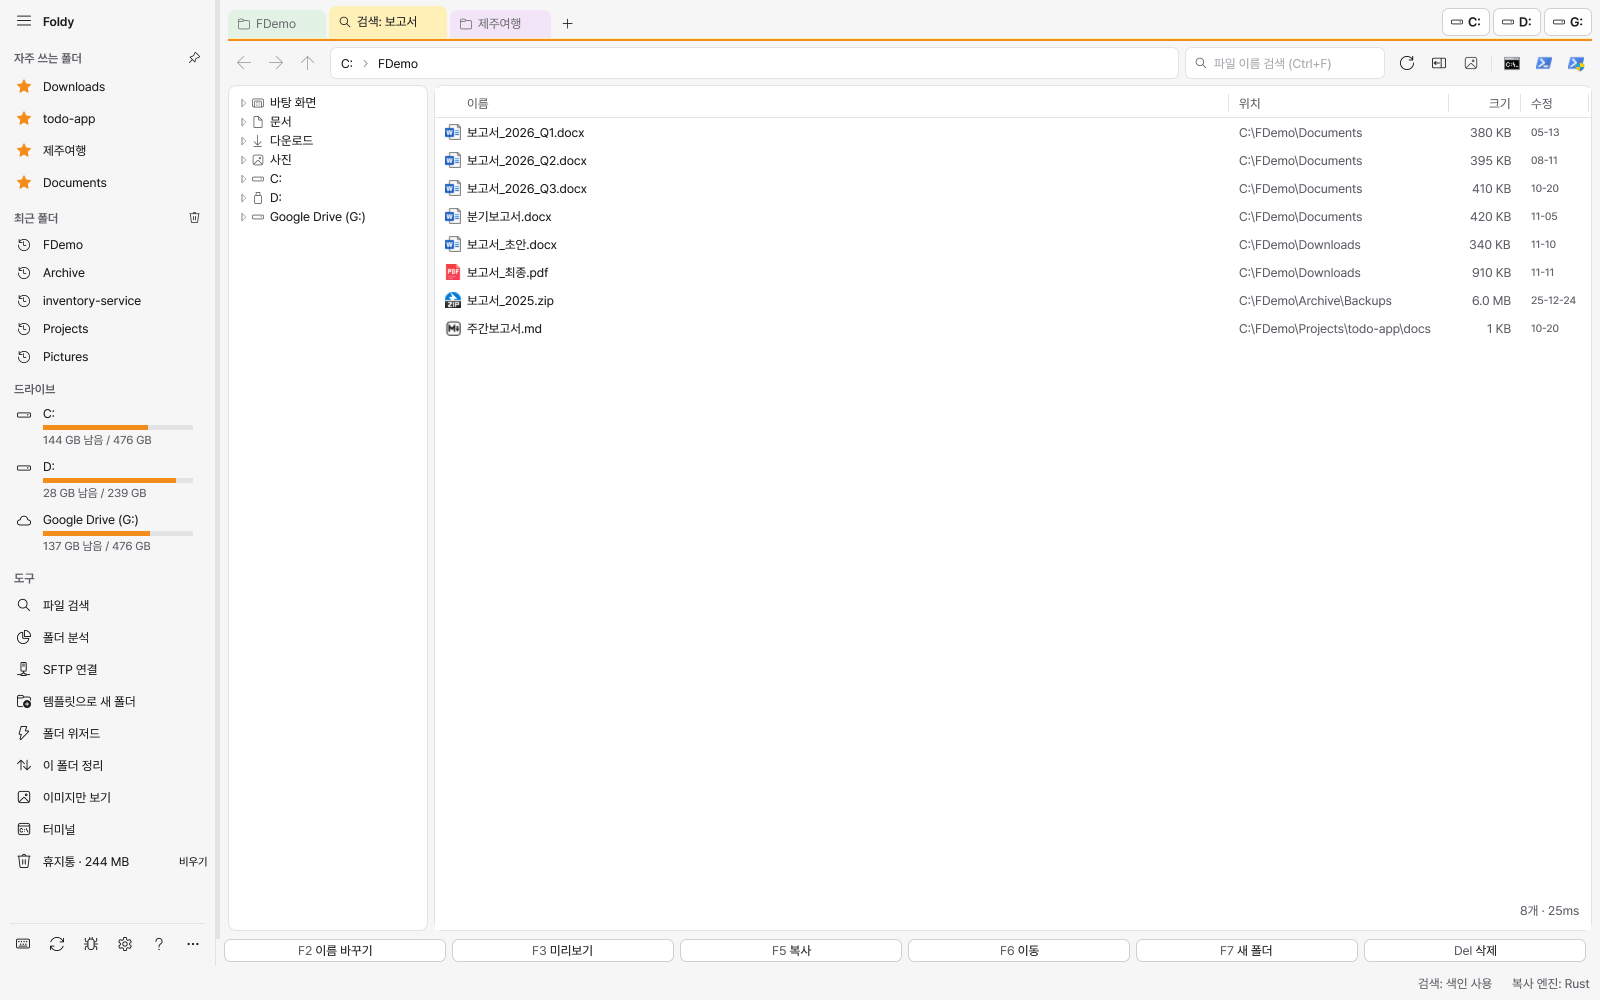 Foldy
자주 쓰는 폴더
Downloads
todo-app
제주여행
Documents
최근 폴더
FDemo
Archive
inventory-service
Projects
Pictures
드라이브
C:
144 GB 남음 / 476 GB
D:
28 GB 남음 / 239 GB
Google Drive (G:)
137 GB 남음 / 476 GB
도구
파일 검색
폴더 분석
SFTP 연결
템플릿으로 새 폴더
폴더 위저드
이 폴더 정리
이미지만 보기
터미널
휴지통 · 244 MB 비우기
FDemo 검색: 보고서 제주여행 C: D: G:
C: FDemo 파일 이름 검색 (Ctrl+F)
바탕 화면
문서
다운로드
사진
C:
D:
Google Drive (G:)
이름 위치 크기 수정
보고서_2026_Q1.docx C:\FDemo\Documents 380 KB 05-13
보고서_2026_Q2.docx C:\FDemo\Documents 395 KB 08-11
보고서_2026_Q3.docx C:\FDemo\Documents 410 KB 10-20
분기보고서.docx C:\FDemo\Documents 420 KB 11-05
보고서_초안.docx C:\FDemo\Downloads 340 KB 11-10
PDF 보고서_최종.pdf C:\FDemo\Downloads 910 KB 11-11
ZIP 보고서_2025.zip C:\FDemo\Archive\Backups 6.0 MB 25-12-24
주간보고서.md C:\FDemo\Projects\todo-app\docs 1 KB 10-20
8개 · 25ms
F2 이름 바꾸기 F3 미리보기 F5 복사 F6 이동 F7 새 폴더 Del 삭제
검색: 색인 사용 복사 엔진: Rust